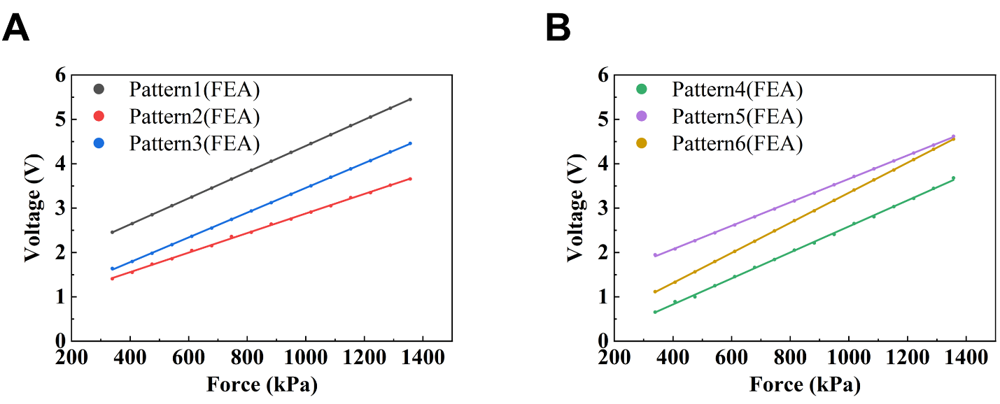 A
B
6
5
4
3
2
1
0
Voltage (V)
Pattern1(FEA)
Pattern2(FEA)
Pattern3(FEA)
200 400 600 800 1000 1200 1400
Force (kPa)
6
5
4
3
2
1
0
Voltage (V)
Pattern4(FEA)
Pattern5(FEA)
Pattern6(FEA)
200 400 600 800 1000 1200 1400
Force (kPa)